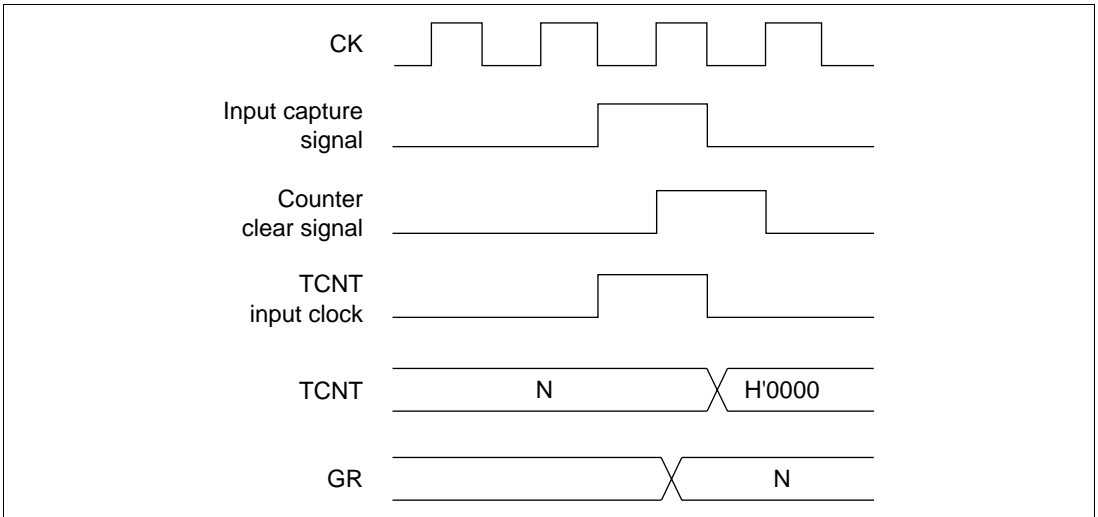 CK
Input capture
signal
Counter
clear signal
TCNT
input clock
TCNT N H'0000
GR N